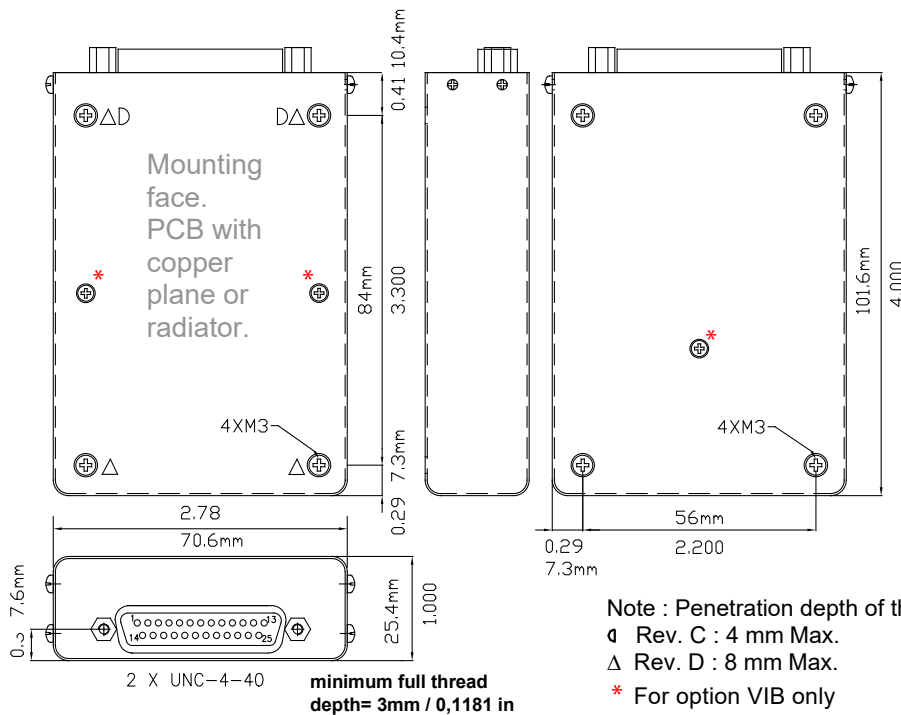 0.41 10.4mm
ΔD
DΔ
Mounting
face.
PCB with
copper
plane or
radiator.
*
*
84mm
3.300
4XM3
Δ
Δ
0.29 7.3mm
*
101.6mm
4.000
4XM3
56mm
2.200
0.29
7.3mm
2.78
70.6mm
7.6mm
1
13
14
25
25.4mm
1.000
2 X UNC-4-40
minimum full thread
depth= 3mm / 0,1181 in
Note : Penetration depth of
Rev. C : 4 mm Max.
Δ Rev. D : 8 mm Max.
* For option VIB only